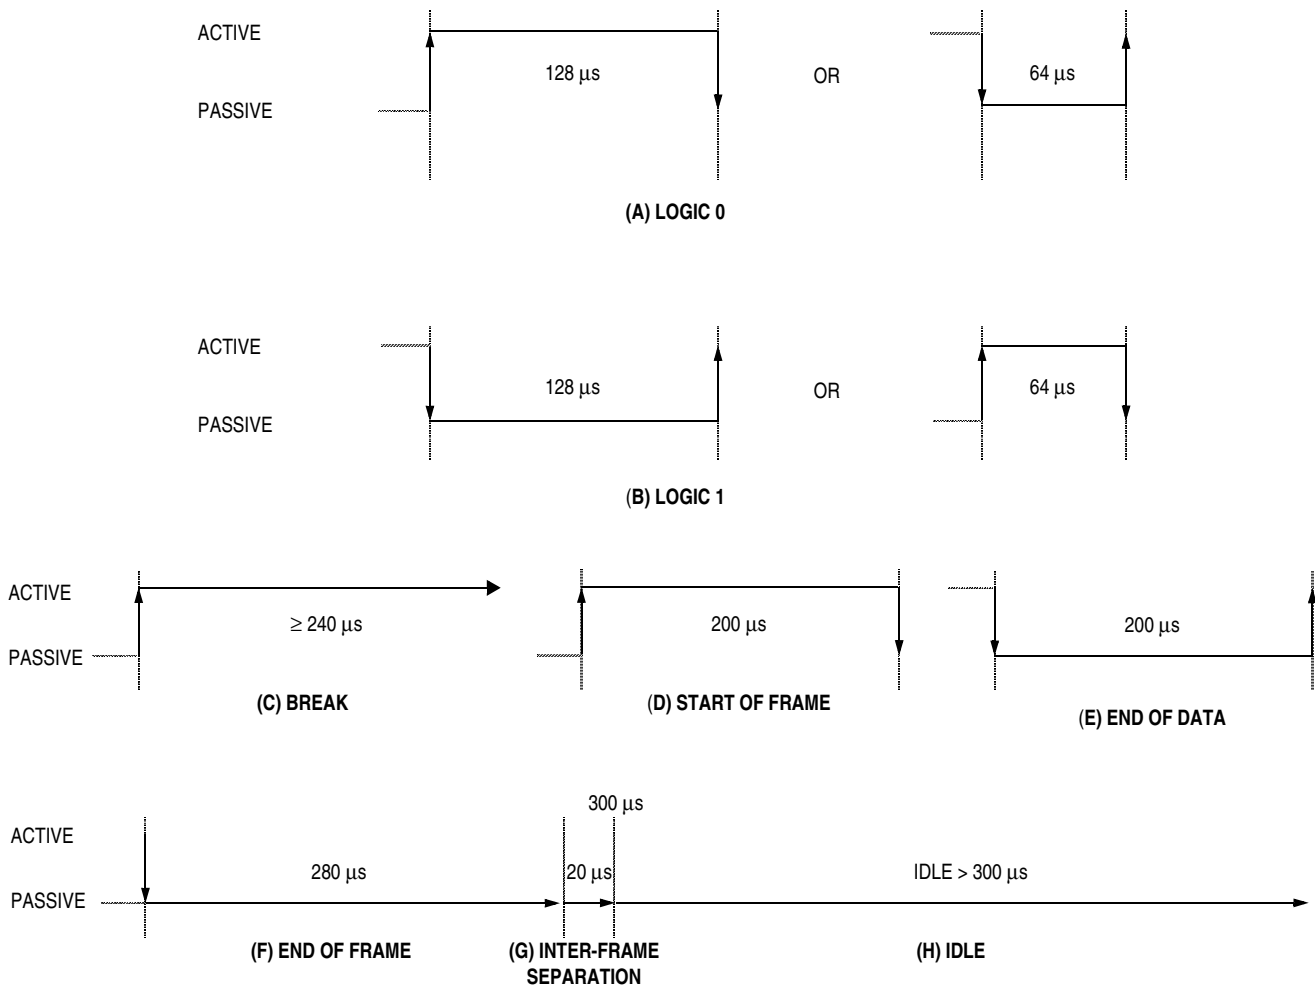 ACTIVE
128 µs
OR
64 µs
PASSIVE
(A) LOGIC 0
ACTIVE
128 µs
OR
64 µs
PASSIVE
(B) LOGIC 1
ACTIVE
≥ 240 µs
200 µs
200 µs
PASSIVE
(C) BREAK
(D) START OF FRAME
(E) END OF DATA
300 µs
ACTIVE
280 µs
20 µs
IDLE > 300 µs
PASSIVE
(F) END OF FRAME
(G) INTER-FRAME
SEPARATION
(H) IDLE